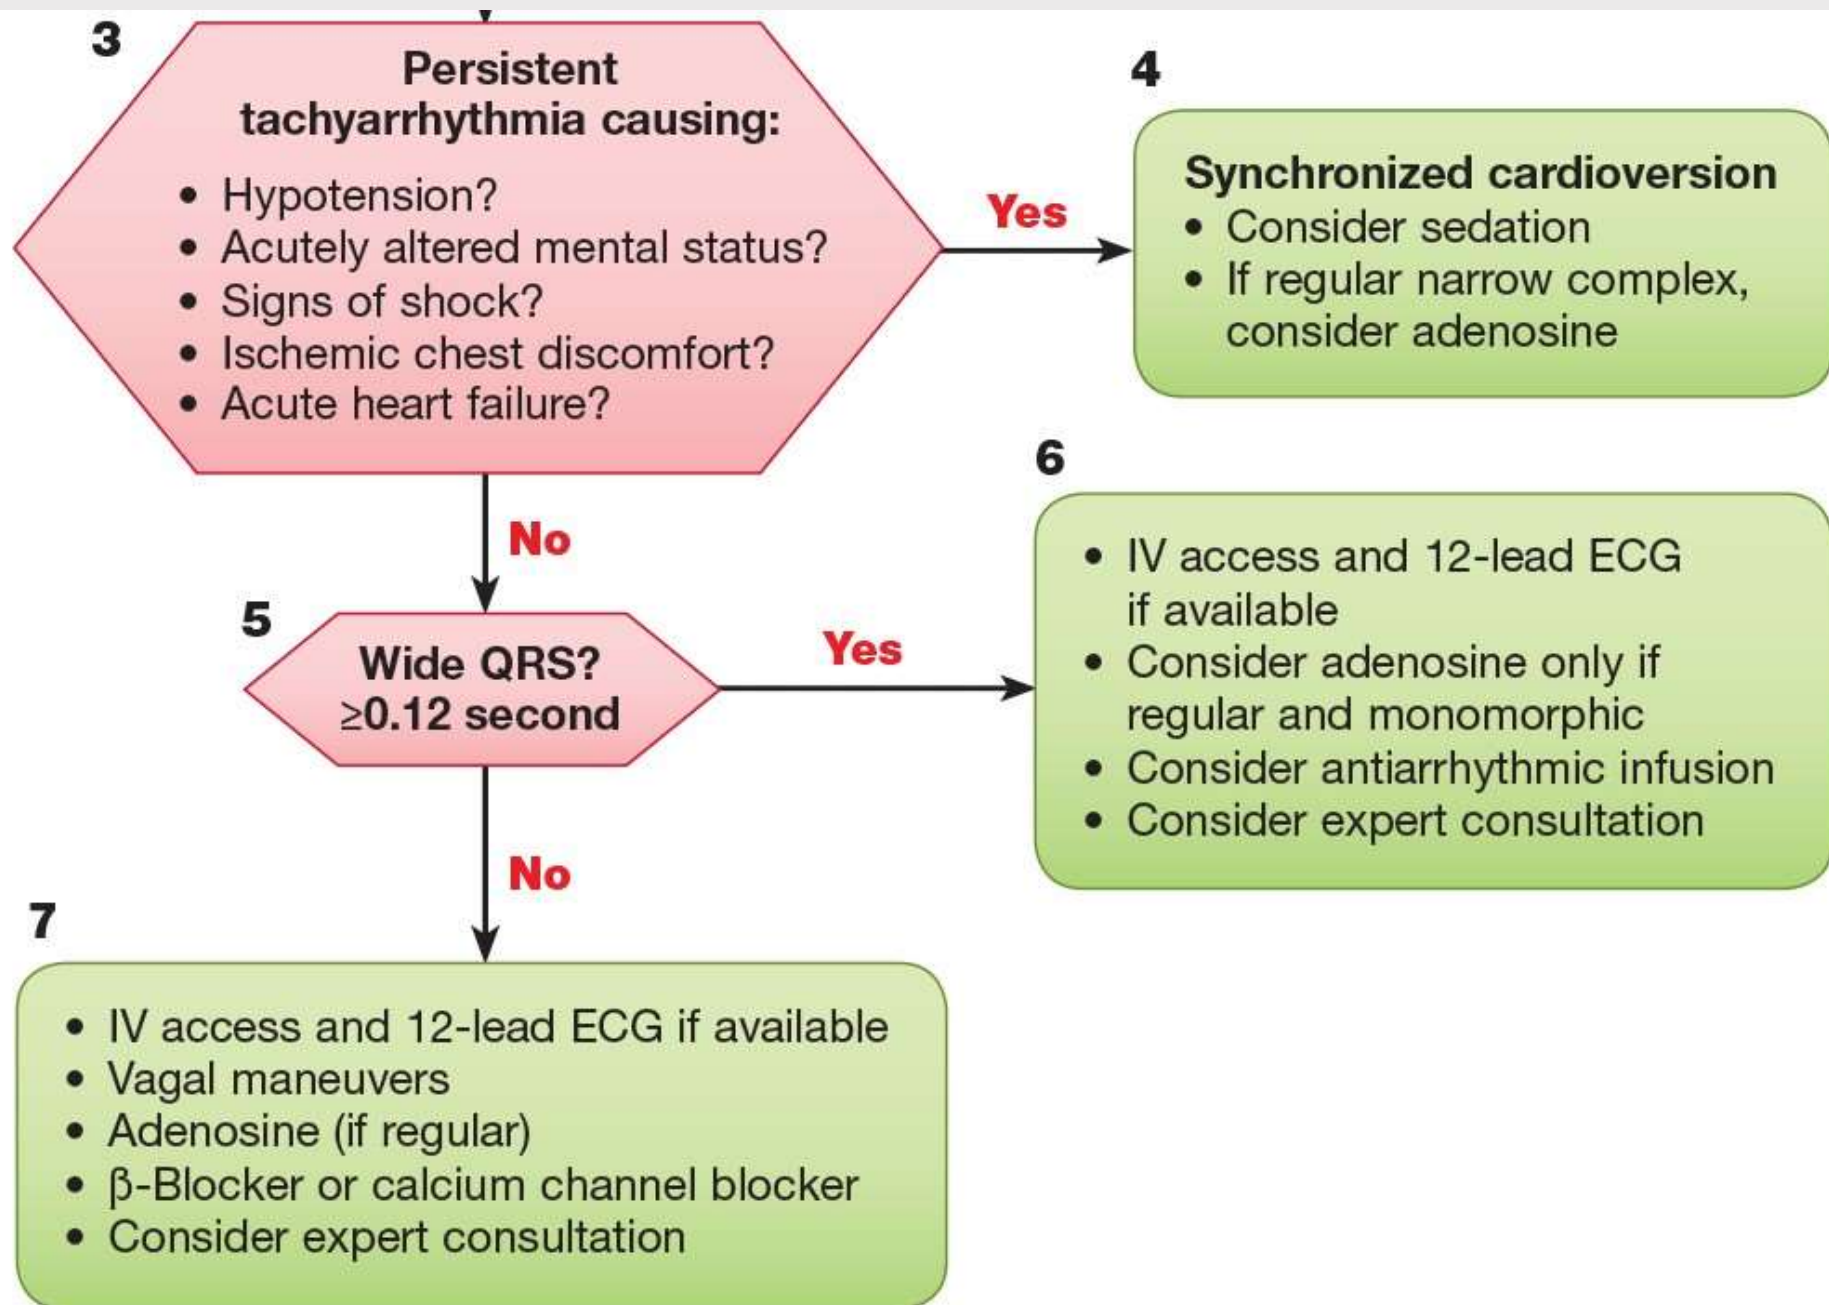 3
Persistent
tachyarrhythmia causing:
• Hypotension?
• Acutely altered mental status?
• Signs of shock?
• Ischemic chest discomfort?
• Acute heart failure?
Yes
4
Synchronized cardioversion
• Consider sedation
• If regular narrow complex,
consider adenosine
No
5
Wide QRS?
≥0.12 second
Yes
6
• IV access and 12-lead ECG
if available
• Consider adenosine only if
regular and monomorphic
• Consider antiarrhythmic infusion
• Consider expert consultation
No
7
• IV access and 12-lead ECG if available
• Vagal maneuvers
• Adenosine (if regular)
• β-Blocker or calcium channel blocker
• Consider expert consultation